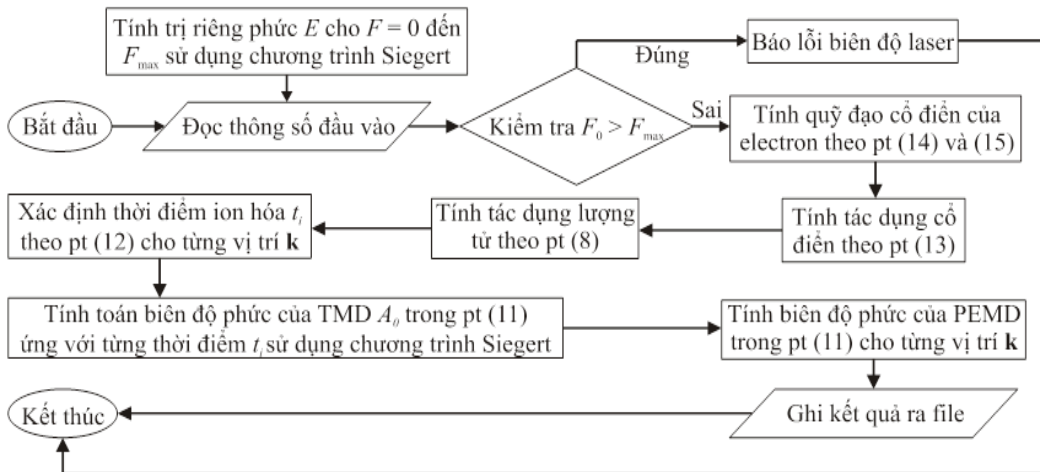 Tính trị riêng phức E cho F = 0 đến
F_max sử dụng chương trình Siegert
Đúng
Báo lỗi biên độ laser
Bắt đầu
Đọc thông số đầu vào
Kiểm tra F_0 > F_max
Sai
Tính quỹ đạo cổ điển của
electron theo pt (14) và (15)
Xác định thời điểm ion hóa t_i
theo pt (12) cho từng vị trí k
Tính tác dụng lượng
tử theo pt (8)
Tính tác dụng cổ
điển theo pt (13)
Tính toán biên độ phức của TMD A_0 trong pt (11)
ứng với từng thời điểm t_i sử dụng chương trình Siegert
Tính biên độ phức của PEMD
trong pt (11) cho từng vị trí k
Kết thúc
Ghi kết quả ra file